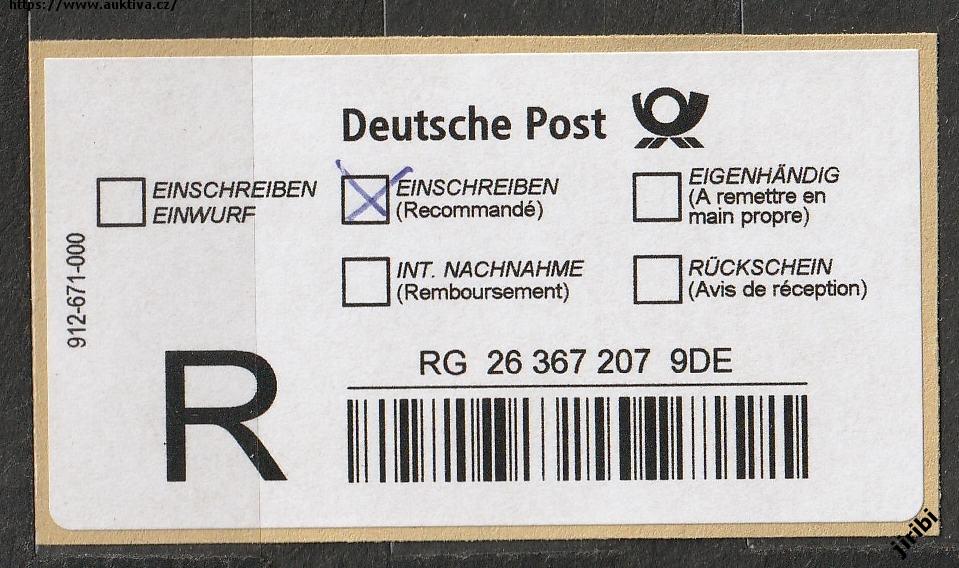 https://www.auktiva.cz/
Deutsche Post
EINSCHREIBEN
EINWURF
EINSCHREIBEN
(Recommandé)
EIGENHÄNDIG
(A remettre en
main propre)
INT. NACHNAHME
(Remboursement)
RÜCKSCHEIN
(Avis de réception)
912-671-000
R
RG 26 367 207 9DE
jiribi